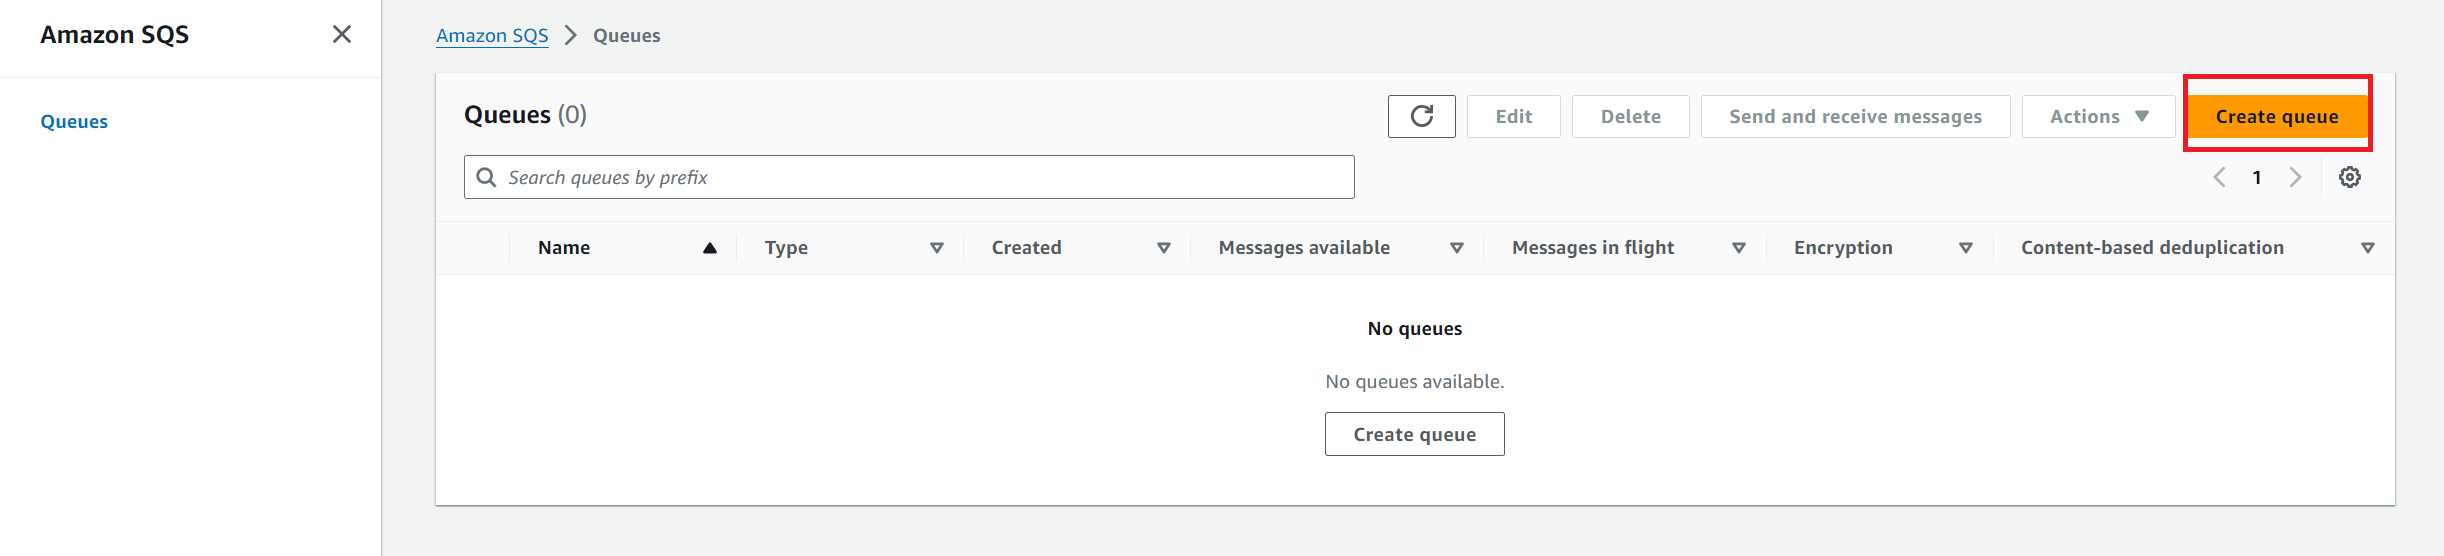 Amazon SQS
Queues
Amazon SQS > Queues
Queues (0)
Edit
Delete
Send and receive messages
Actions
Create queue
Search queues by prefix
1
Name
Type
Created
Messages available
Messages in flight
Encryption
Content-based deduplication
No queues
No queues available.
Create queue